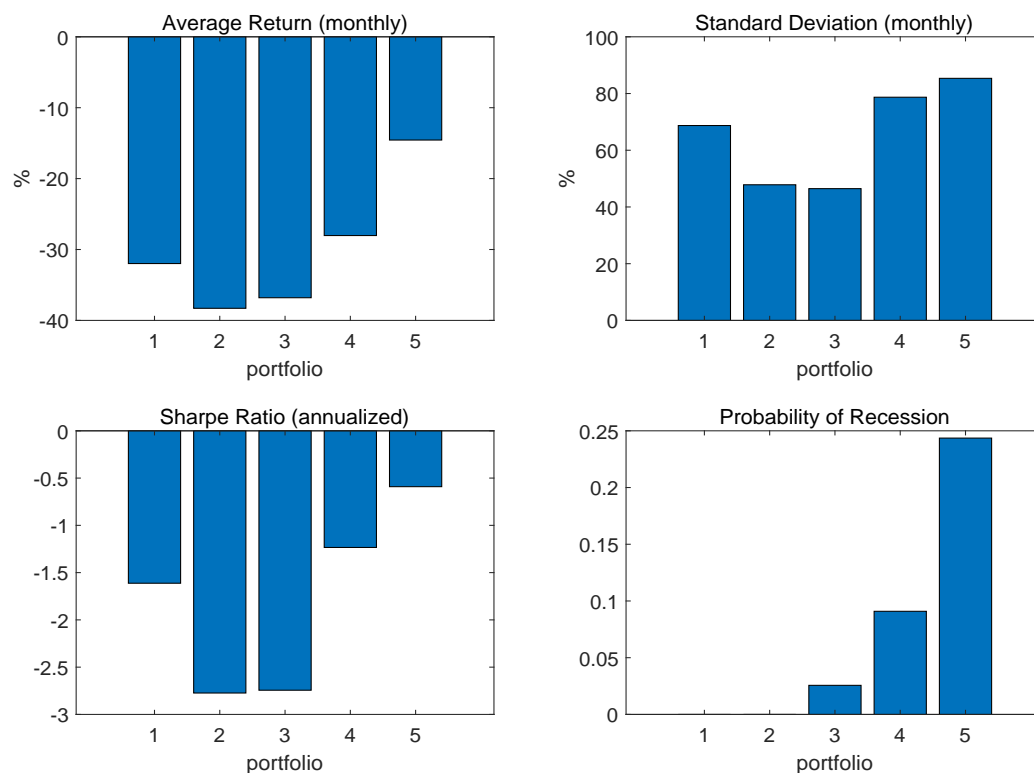 Average Return (monthly)
0
-10
-20
-30
-40
%
1 2 3 4 5
portfolio
Standard Deviation (monthly)
100
80
60
40
20
0
%
1 2 3 4 5
portfolio
Sharpe Ratio (annualized)
0
-0.5
-1
-1.5
-2
-2.5
-3
1 2 3 4 5
portfolio
Probability of Recession
0.25
0.2
0.15
0.1
0.05
0
1 2 3 4 5
portfolio